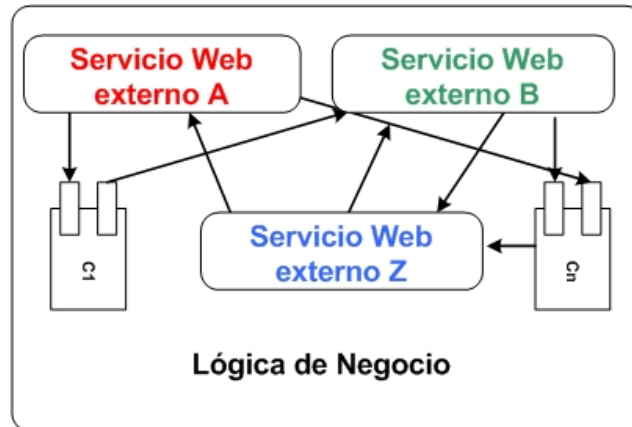 Servicio Web
externo A
Servicio Web
externo B
C1
Servicio Web
externo Z
Cn
Lógica de Negocio